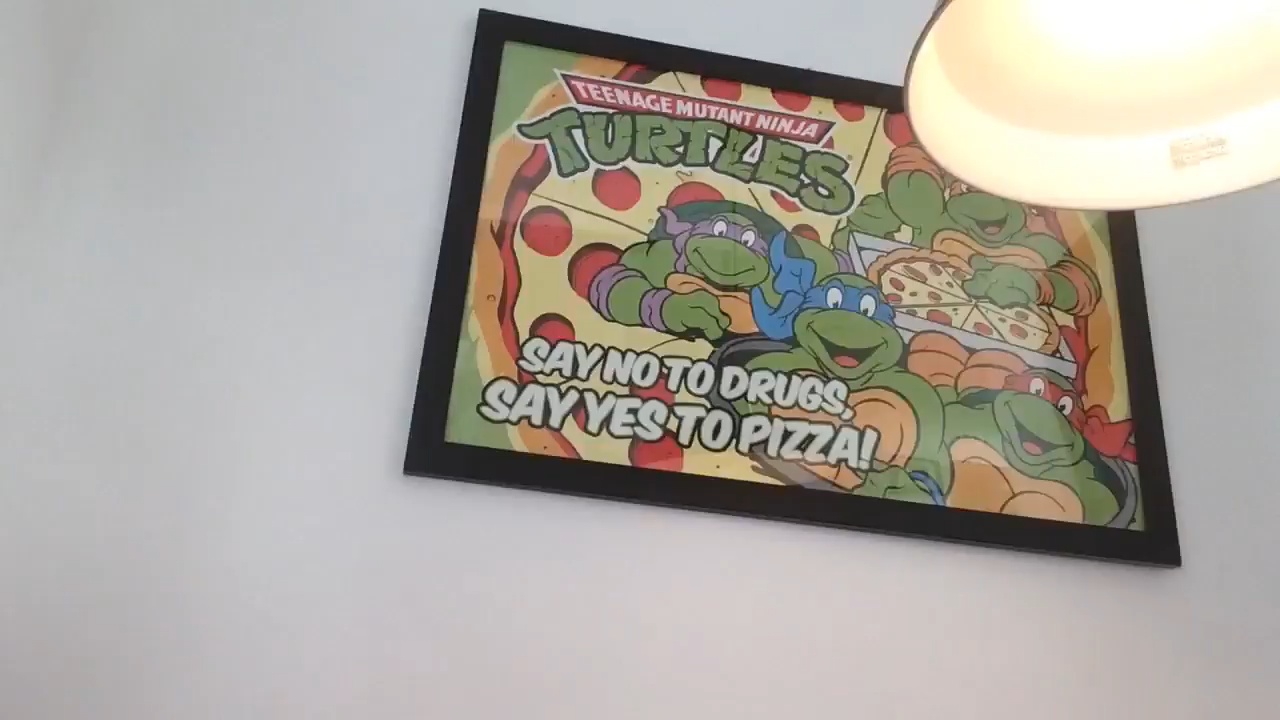 TEENAGE MUTANT NINJA
TURTLES
SAY NO TO DRUGS,
SAY YES TO PIZZA!